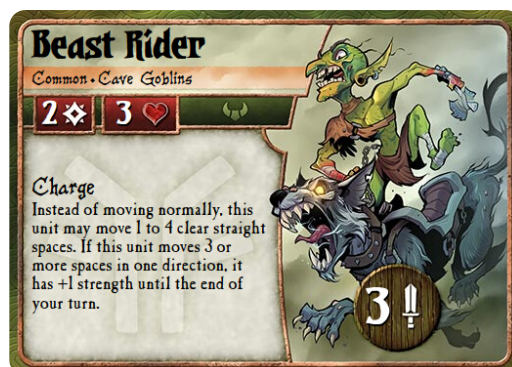 Beast Rider
Common • Cave Goblins
2 3
Charge
Instead of moving normally, this
unit may move 1 to 4 clear straight
spaces. If this unit moves 3 or
more spaces in one direction, it
has +1 strength until the end of
your turn.
3